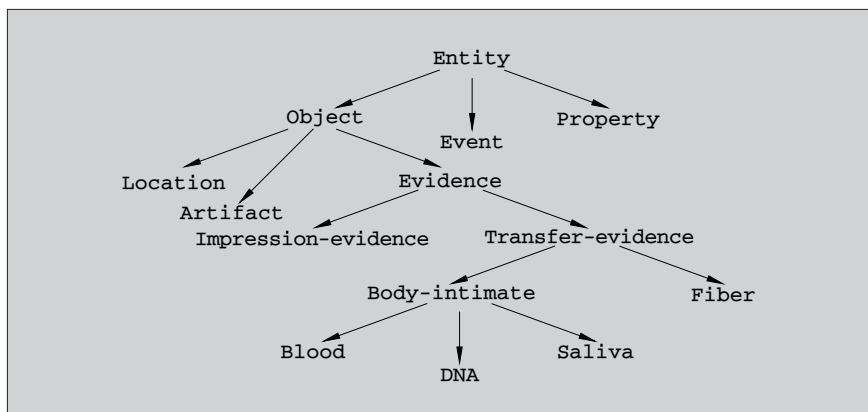 Entity
Object
Property
Event
Location
Evidence
Artifact
Impression-evidence
Transfer-evidence
Body-intimate
Fiber
Blood
Saliva
DNA